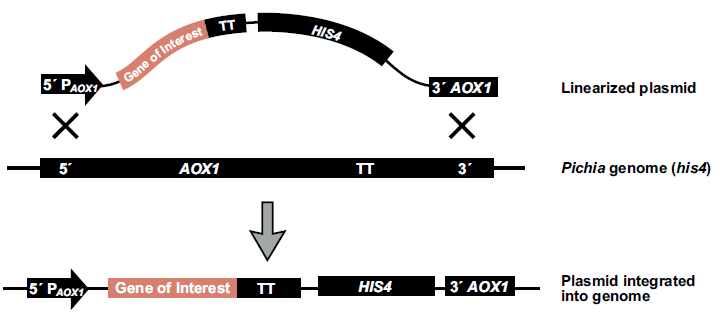 5´ PAOX1 Gene of Interest TT HIS4 3´ AOX1 Linearized plasmid
5´ AOX1 TT 3´ Pichia genome (his4)
5´ PAOX1 Gene of Interest TT HIS4 3´ AOX1 Plasmid integrated
into genome